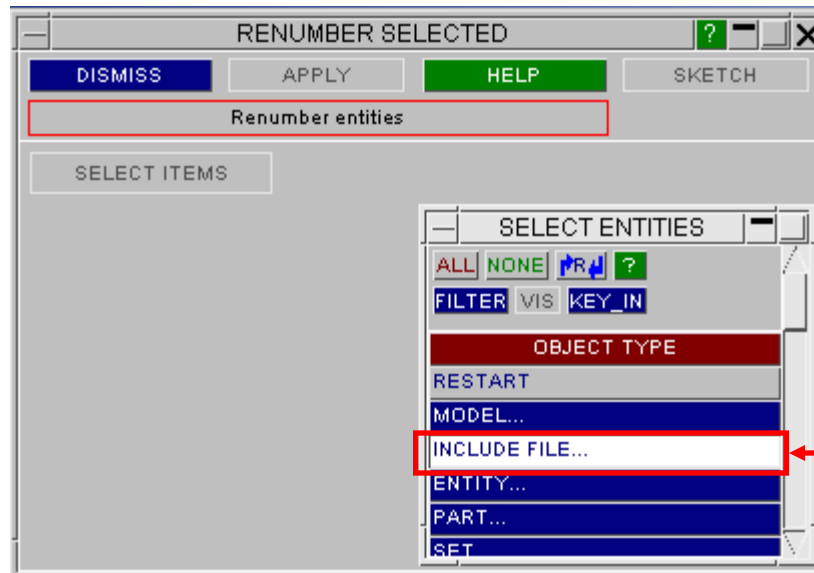 RENUMBER SELECTED ?
DISMISS APPLY HELP SKETCH
Renumber entities
SELECT ITEMS
SELECT ENTITIES
ALL NONE R ?
FILTER VIS KEY_IN
OBJECT TYPE
RESTART
MODEL...
INCLUDE FILE...
ENTITY...
PART...
SET